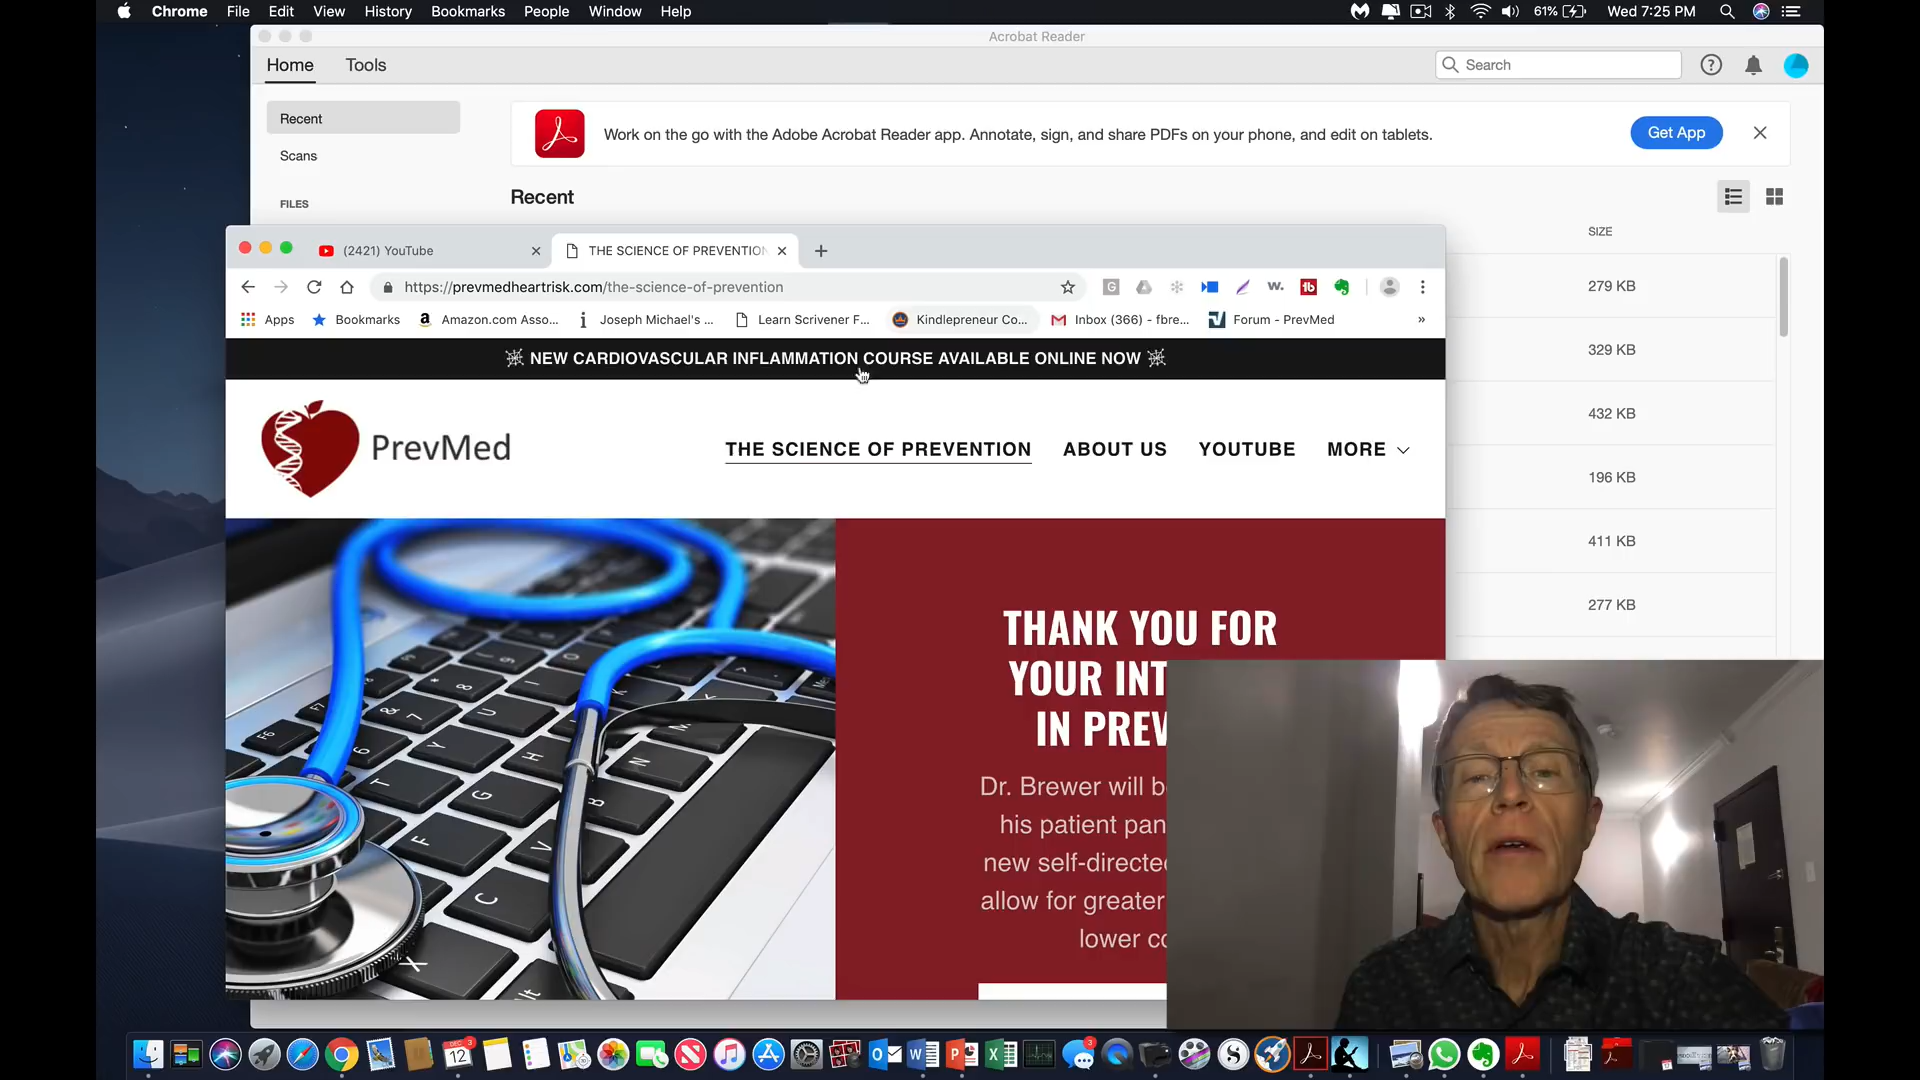 Chrome File Edit View History Bookmarks People Window Help
61% Wed 7:25 PM
Acrobat Reader
Home Tools
Search
Recent
Scans
FILES
Work on the go with the Adobe Acrobat Reader app. Annotate, sign, and share PDFs on your phone, and edit on tablets.
Get App
Recent
SIZE
279 KB
329 KB
432 KB
196 KB
411 KB
277 KB
(2421) YouTube
THE SCIENCE OF PREVENTION
https://prevmedheartrisk.com/the-science-of-prevention
Apps Bookmarks Amazon.com Asso... Joseph Michael's ... Learn Scrivener F... Kindlepreneur Co... Inbox (366) - fbre... Forum - PrevMed »
NEW CARDIOVASCULAR INFLAMMATION COURSE AVAILABLE ONLINE NOW
PrevMed
THE SCIENCE OF PREVENTION ABOUT US YOUTUBE MORE
THANK YOU FOR
YOUR INT
IN PREV
Dr. Brewer will b
his patient pan
new self-directe
allow for greater
lower co
DEC
12
3